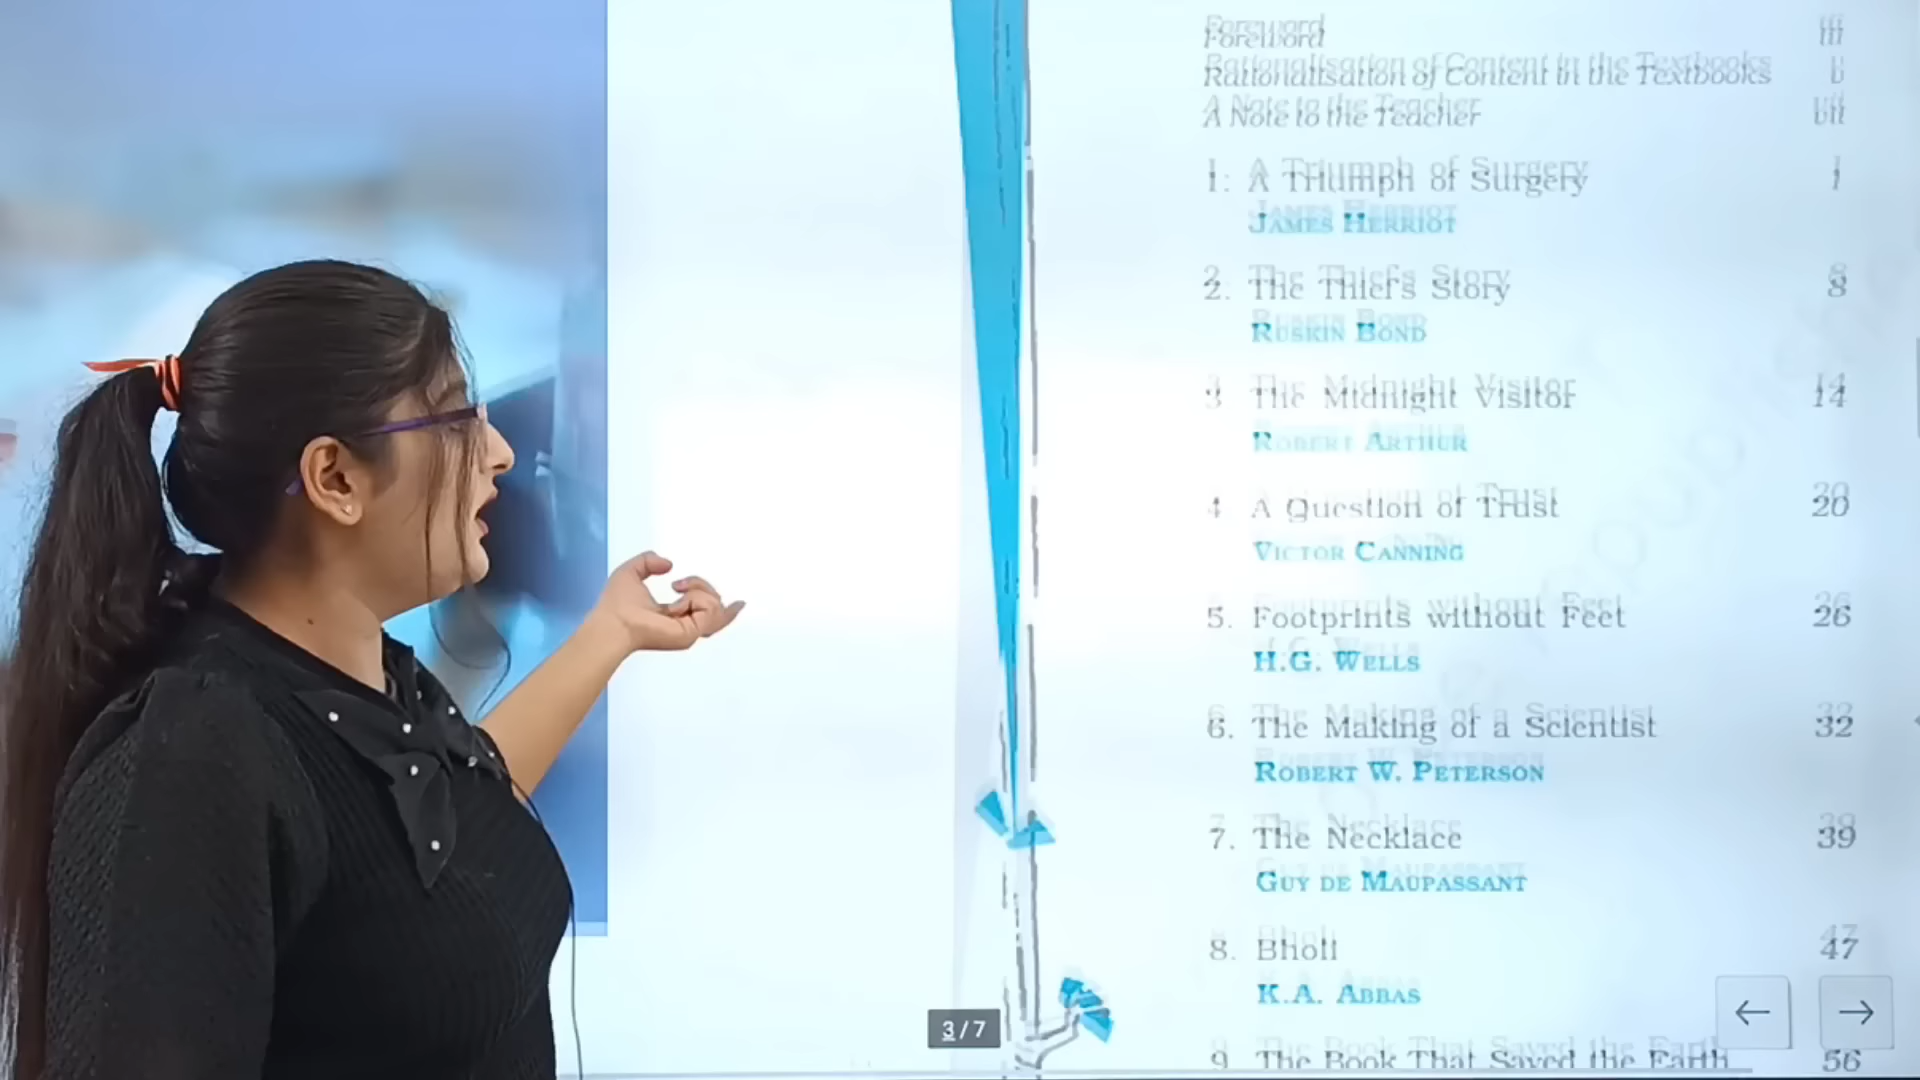 Foreword iii
Rationalisation of Content in the Textbooks v
A Note to the Teacher vii
1. A Triumph of Surgery 1
JAMES HERRIOT
2. The Thief's Story 8
RUSKIN BOND
3 The Midnight Visitor 14
ROBERT ARTHUR
4 A Question of Trust 20
VICTOR CANNING
5. Footprints without Feet 26
H.G. WELLS
6. The Making of a Scientist 32
ROBERT W. PETERSON
7. The Necklace 39
GUY DE MAUPASSANT
8. Bholi 47
K.A. ABBAS
9 The Book That Saved the Earth 56
3 / 7